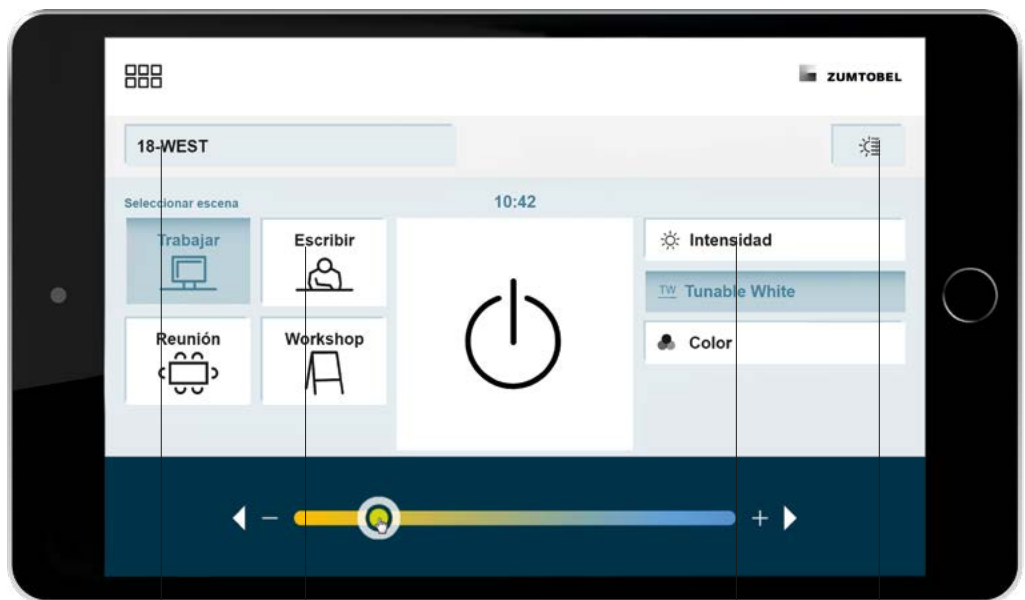 ZUMTOBEL
18-WEST
Seleccionar escena
10:42
Trabajar
Escribir
Intensidad
TW Tunable White
Reunión
Workshop
Color